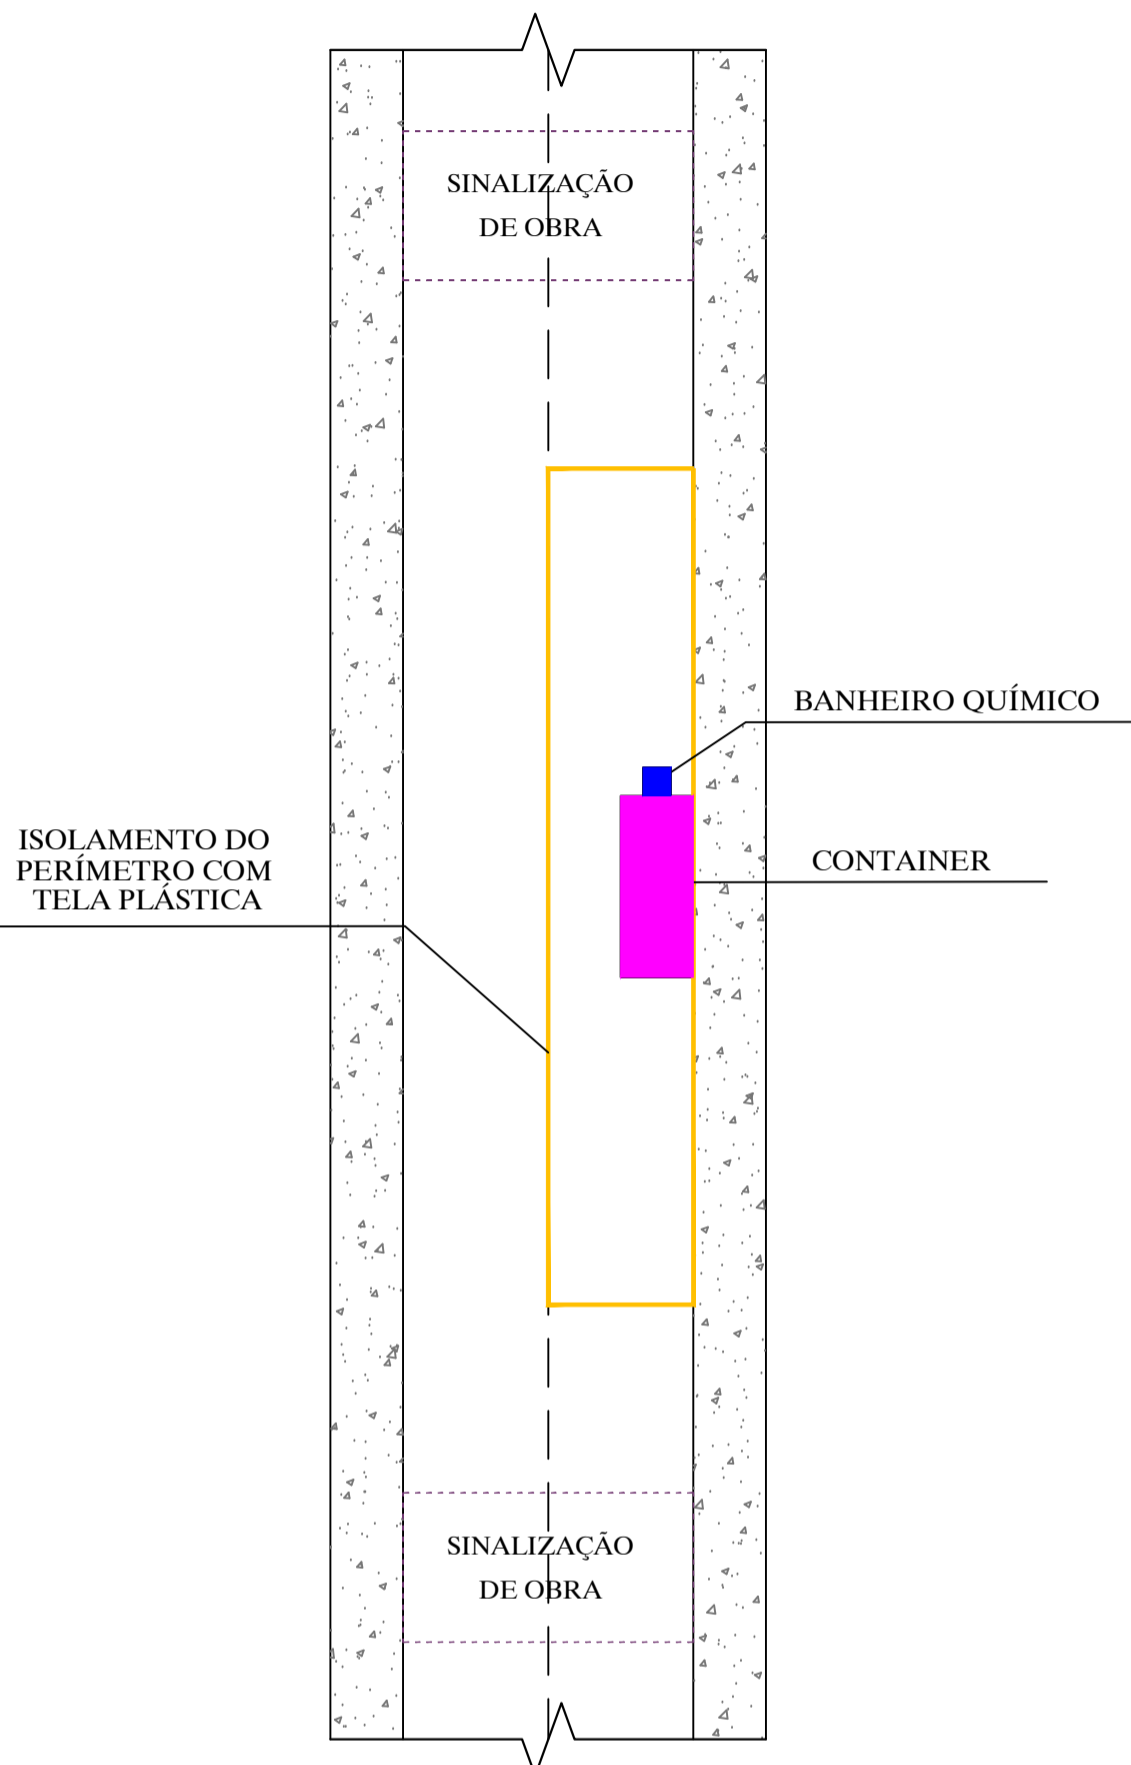 SINALIZAÇÃO
DE OBRA
BANHEIRO QUÍMICO
ISOLAMENTO DO
PERÍMETRO COM
TELA PLÁSTICA
CONTAINER
SINALIZAÇÃO
DE OBRA